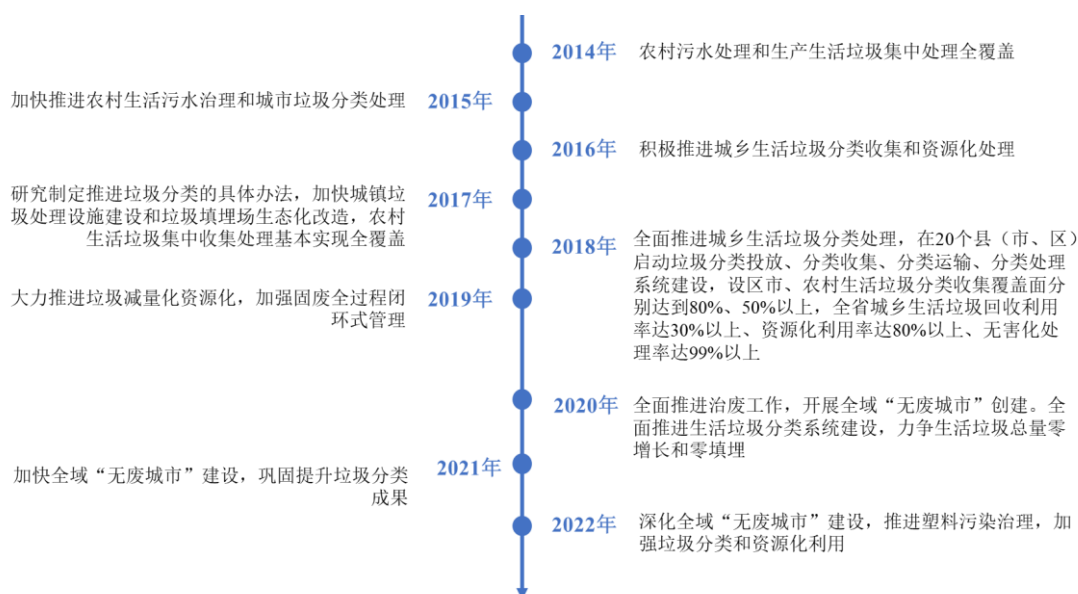 2014年
农村污水处理和生产生活垃圾集中处理全覆盖
加快推进农村生活污水治理和城市垃圾分类处理
2015年
2016年
积极推进城乡生活垃圾分类收集和资源化处理
研究制定推进垃圾分类的具体办法，加快城镇垃
圾处理设施建设和垃圾填埋场生态化改造，农村
生活垃圾集中收集处理基本实现全覆盖
2017年
2018年
全面推进城乡生活垃圾分类处理，在20个县（市、区）
启动垃圾分类投放、分类收集、分类运输、分类处理
系统建设，设区市、农村生活垃圾分类收集覆盖面分
别达到80%、50%以上，全省城乡生活垃圾回收利用
率达30%以上、资源化利用率达80%以上、无害化处
理率达99%以上
大力推进垃圾减量化资源化，加强固废全过程闭
环式管理
2019年
2020年
全面推进治废工作，开展全域“无废城市”创建。全
面推进生活垃圾分类系统建设，力争生活垃圾总量零
增长和零填埋
加快全域“无废城市”建设，巩固提升垃圾分类
成果
2021年
2022年
深化全域“无废城市”建设，推进塑料污染治理，加
强垃圾分类和资源化利用